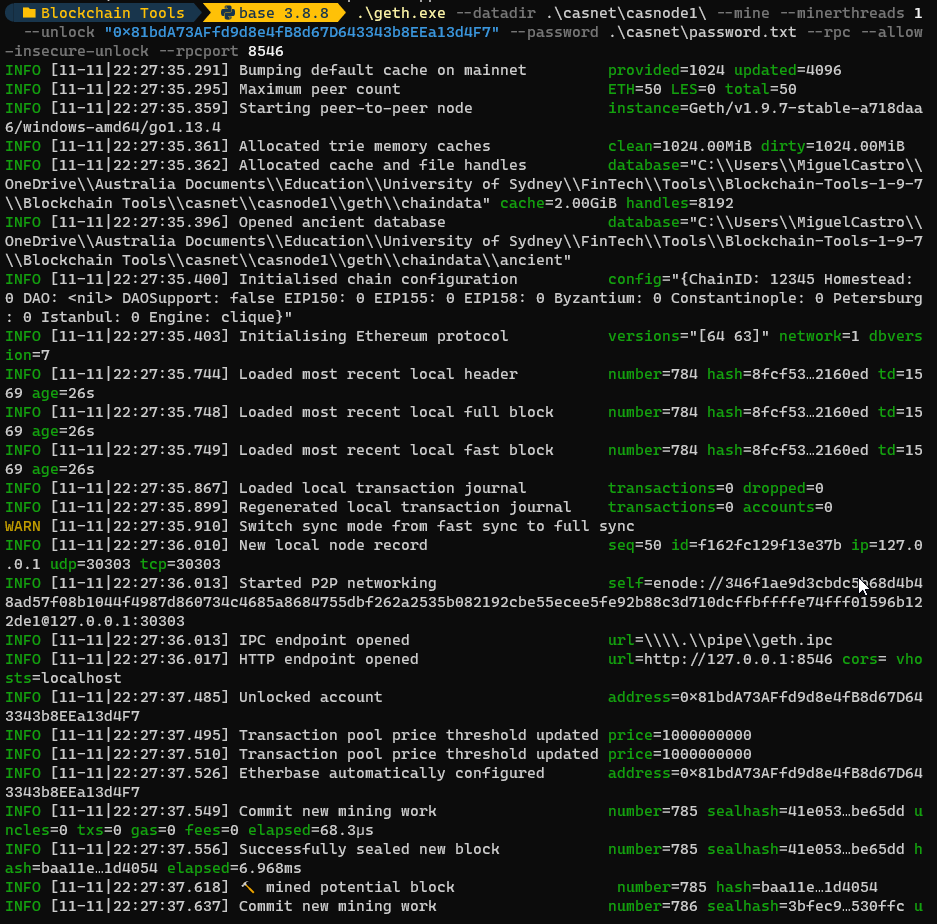 Blockchain Tools base 3.8.8 .\geth.exe --datadir .\casnet\casnode1\ --mine --minerthreads 1
--unlock "0×81bdA73AFfd9d8e4fB8d67D643343b8EEa13d4F7" --password .\casnet\password.txt --rpc --allow
-insecure-unlock --rpcport 8546
INFO [11-11|22:27:35.291] Bumping default cache on mainnet provided=1024 updated=4096
INFO [11-11|22:27:35.295] Maximum peer count ETH=50 LES=0 total=50
INFO [11-11|22:27:35.359] Starting peer-to-peer node instance=Geth/v1.9.7-stable-a718daa
6/windows-amd64/go1.13.4
INFO [11-11|22:27:35.361] Allocated trie memory caches clean=1024.00MiB dirty=1024.00MiB
INFO [11-11|22:27:35.362] Allocated cache and file handles database="C:\\Users\\MiguelCastro\\
OneDrive\\Australia Documents\\Education\\University of Sydney\\FinTech\\Tools\\Blockchain-Tools-1-9-7
\\Blockchain Tools\\casnet\\casnode1\\geth\\chaindata" cache=2.00GiB handles=8192
INFO [11-11|22:27:35.396] Opened ancient database database="C:\\Users\\MiguelCastro\\
OneDrive\\Australia Documents\\Education\\University of Sydney\\FinTech\\Tools\\Blockchain-Tools-1-9-7
\\Blockchain Tools\\casnet\\casnode1\\geth\\chaindata\\ancient"
INFO [11-11|22:27:35.400] Initialised chain configuration config="{ChainID: 12345 Homestead:
0 DAO: <nil> DAOSupport: false EIP150: 0 EIP155: 0 EIP158: 0 Byzantium: 0 Constantinople: 0 Petersburg
: 0 Istanbul: 0 Engine: clique}"
INFO [11-11|22:27:35.403] Initialising Ethereum protocol versions="[64 63]" network=1 dbvers
ion=7
INFO [11-11|22:27:35.744] Loaded most recent local header number=784 hash=8fcf53…2160ed td=15
69 age=26s
INFO [11-11|22:27:35.748] Loaded most recent local full block number=784 hash=8fcf53…2160ed td=15
69 age=26s
INFO [11-11|22:27:35.749] Loaded most recent local fast block number=784 hash=8fcf53…2160ed td=15
69 age=26s
INFO [11-11|22:27:35.867] Loaded local transaction journal transactions=0 dropped=0
INFO [11-11|22:27:35.899] Regenerated local transaction journal transactions=0 accounts=0
WARN [11-11|22:27:35.910] Switch sync mode from fast sync to full sync
INFO [11-11|22:27:36.010] New local node record seq=50 id=f162fc129f13e37b ip=127.0
.0.1 udp=30303 tcp=30303
INFO [11-11|22:27:36.013] Started P2P networking
8ad57f08b1044f4987d860734c4685a8684755dbf262a2535b082192cbe55ecee5fe92b88c3d710dcffbffffe74fff01596b12
2de1@127.0.0.1:30303
INFO [11-11|22:27:36.013] IPC endpoint opened url=\\\\.\\pipe\\geth.ipc
INFO [11-11|22:27:36.017] HTTP endpoint opened url=http://127.0.0.1:8546 cors= vho
sts=localhost
INFO [11-11|22:27:37.485] Unlocked account address=0×81bdA73AFfd9d8e4fB8d67D64
3343b8EEa13d4F7
INFO [11-11|22:27:37.495] Transaction pool price threshold updated price=1000000000
INFO [11-11|22:27:37.510] Transaction pool price threshold updated price=1000000000
INFO [11-11|22:27:37.526] Etherbase automatically configured address=0×81bdA73AFfd9d8e4fB8d67D64
3343b8EEa13d4F7
INFO [11-11|22:27:37.549] Commit new mining work number=785 sealhash=41e053…be65dd u
ncles=0 txs=0 gas=0 fees=0 elapsed=68.3µs
INFO [11-11|22:27:37.556] Successfully sealed new block number=785 sealhash=41e053…be65dd h
ash=baa11e…1d4054 elapsed=6.968ms
INFO [11-11|22:27:37.618] 🔨 mined potential block number=785 hash=baa11e…1d4054
INFO [11-11|22:27:37.637] Commit new mining work number=786 sealhash=3bfec9…530ffc u